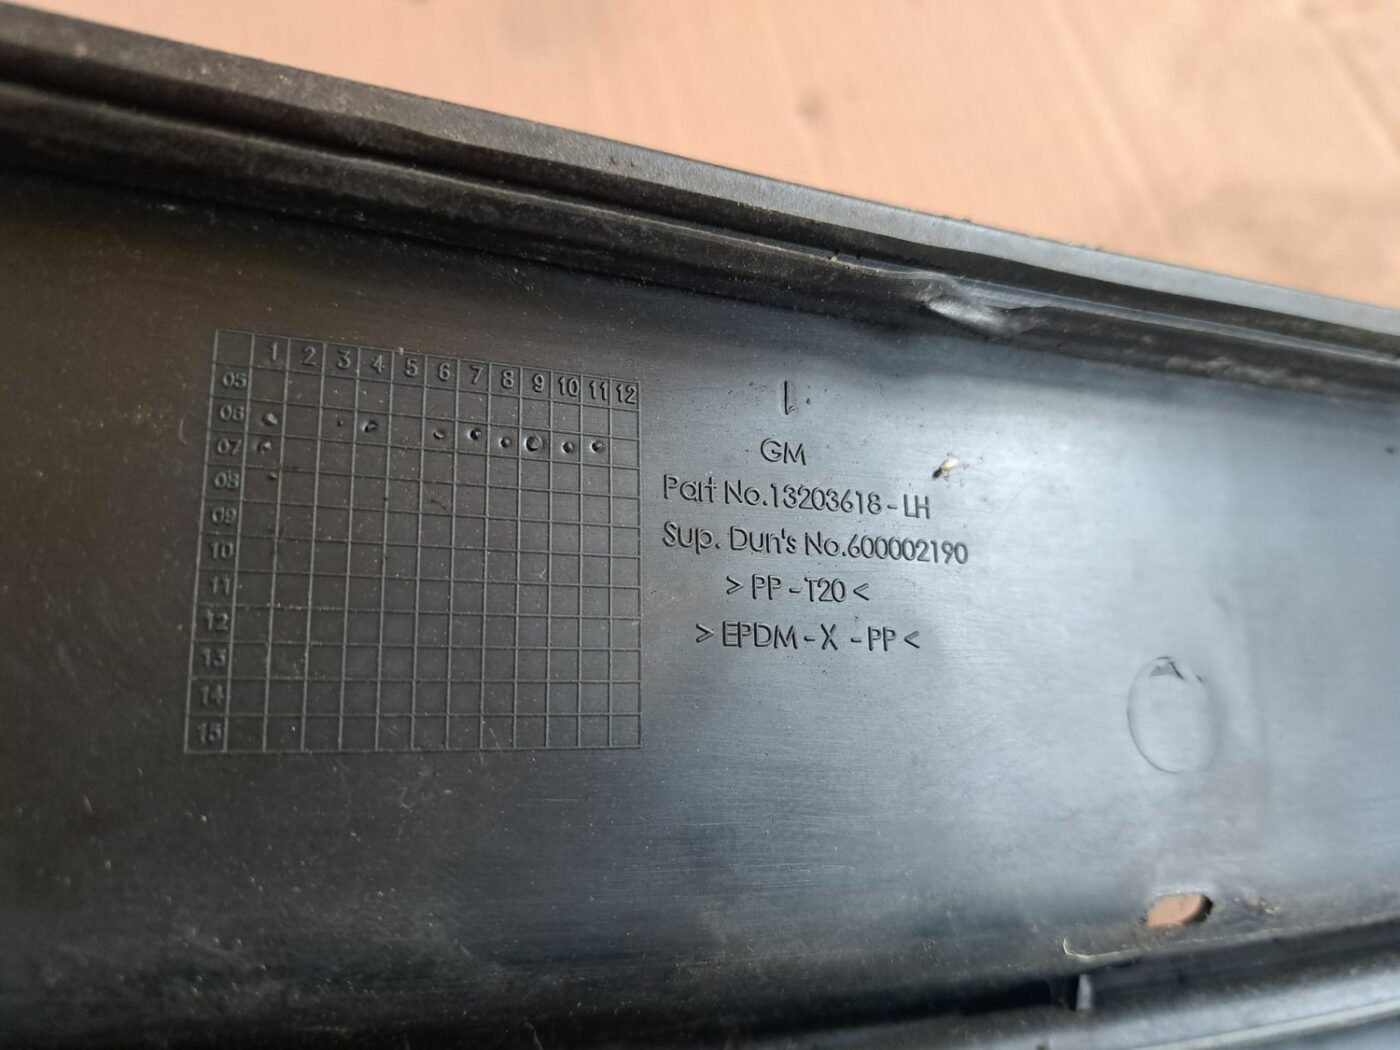 1 2 3 4 5 6 7 8 9 10 11 12
05
06
07
08
09
10
11
12
13
14
15
GM
Part No.13203618-LH
Sup. Dun's No.600002190
>PP-T20<
>EPDM-X -PP<